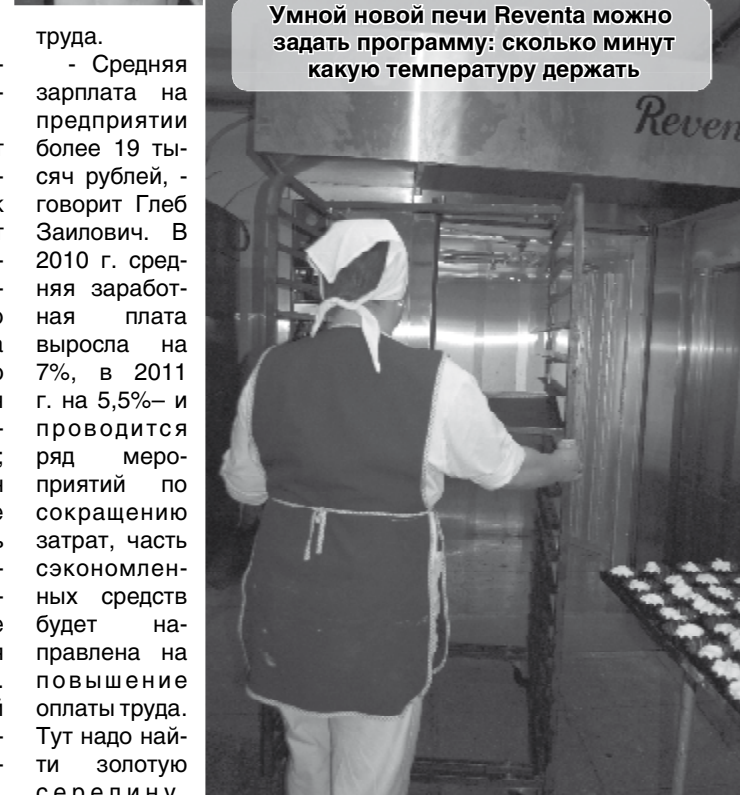 Умной новой печи Reventa можно
задать программу: сколько минут
какую температуру держать
труда.
- Средняя
зарплата на
предприятии
более 19 ты-
сяч рублей, -
говорит Глеб
Заилович. В
2010 г. сред-
няя заработ-
ная плата
выросла на
7%, в 2011
г. на 5,5%– и
проводится
ряд меро-
приятий по
сокращению
затрат, часть
сэкономлен-
ных средств
будет на-
правлена на
повышение
оплаты труда.
Тут надо най-
ти золотую
середину